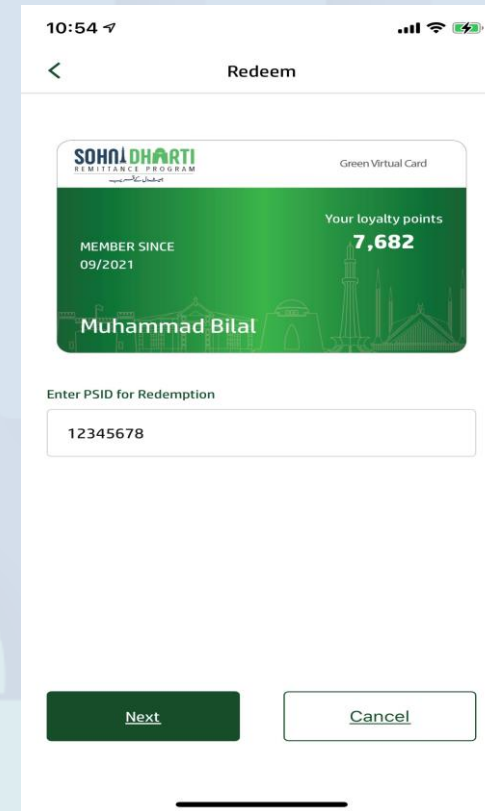 10:54
Redeem
SOHNI DHARTI
REMITTANCE PROGRAM
Green Virtual Card
Your loyalty points
7,682
MEMBER SINCE
09/2021
Muhammad Bilal
Enter PSID for Redemption
12345678
Next
Cancel